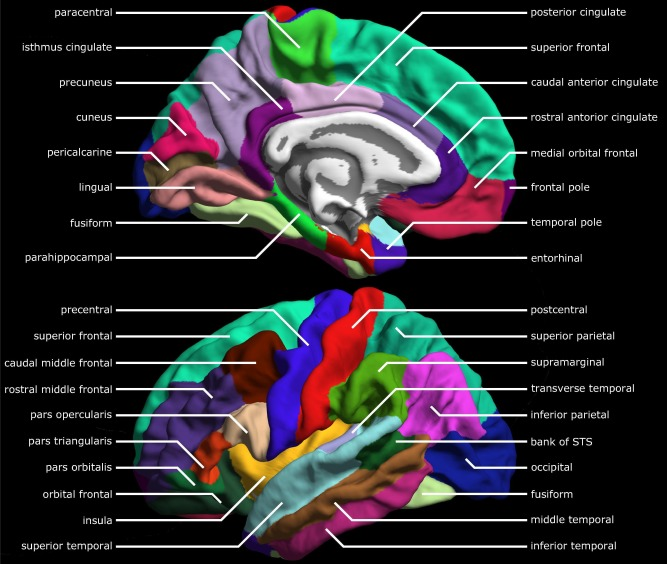 paracentral
isthmus cingulate
precuneus
cuneus
pericalcarine
lingual
fusiform
parahippocampal
posterior cingulate
superior frontal
caudal anterior cingulate
rostral antorior cingulate
medial orbital frontal
frontal pole
temporal pole
entorhinal
precentral
superior frontal
caudal middle frontal
rostral middle frontal
pars opercularis
pars triangularis
pars orbitalis
orbital frontal
insula
superior temporal
postcentral
superior parietal
supramarginal
transverse temporal
inferior parietal
bank of STS
occipital
fusiform
middle temporal
inferior temporal